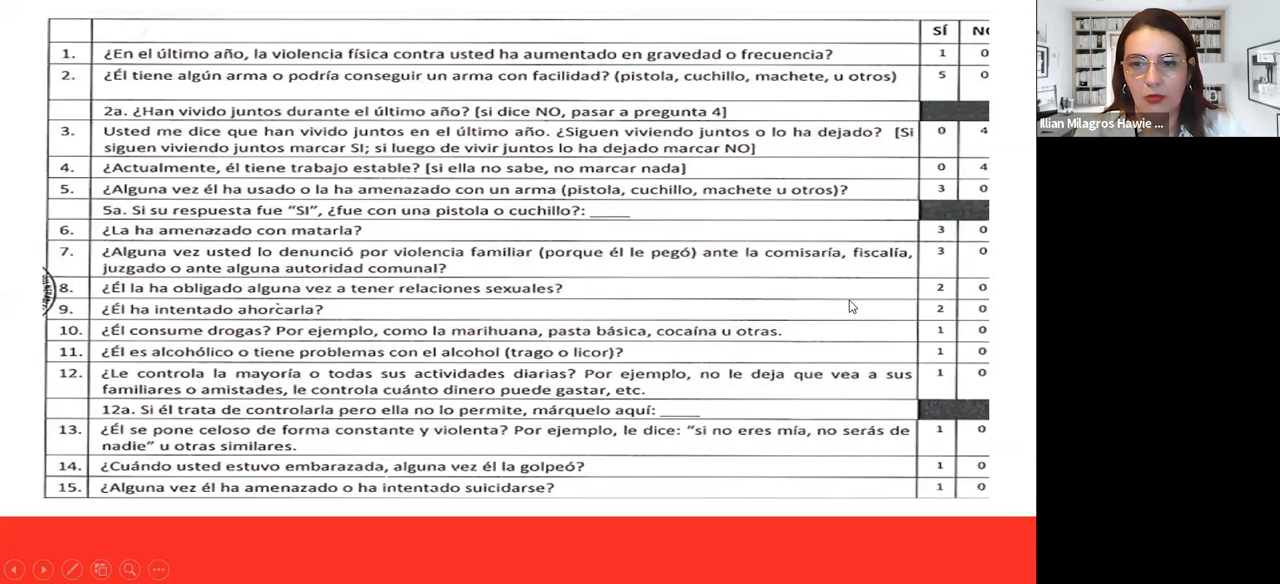 SÍ NO
1. ¿En el último año, la violencia física contra usted ha aumentado en gravedad o frecuencia? 1 0
2. ¿Él tiene algún arma o podría conseguir un arma con facilidad? (pistola, cuchillo, machete, u otros) 5 0
2a. ¿Han vivido juntos durante el último año? [si dice NO, pasar a pregunta 4]
3. Usted me dice que han vivido juntos en el último año. ¿Siguen viviendo juntos o lo ha dejado? [Si 0 4
siguen viviendo juntos marcar SI; si luego de vivir juntos lo ha dejado marcar NO]
4. ¿Actualmente, él tiene trabajo estable? [si ella no sabe, no marcar nada] 0 4
5. ¿Alguna vez él ha usado o la ha amenazado con un arma (pistola, cuchillo, machete u otros)? 3 0
5a. Si su respuesta fue “SI”, ¿fue con una pistola o cuchillo?: _____
6. ¿La ha amenazado con matarla? 3 0
7. ¿Alguna vez usted lo denunció por violencia familiar (porque él le pegó) ante la comisaría, fiscalía, 3 0
juzgado o ante alguna autoridad comunal?
8. ¿Él la ha obligado alguna vez a tener relaciones sexuales? 2 0
9. ¿Él ha intentado ahorcarla? 2 0
10. ¿Él consume drogas? Por ejemplo, como la marihuana, pasta básica, cocaína u otras. 1 0
11. ¿Él es alcohólico o tiene problemas con el alcohol (trago o licor)? 1 0
12. ¿Le controla la mayoría o todas sus actividades diarias? Por ejemplo, no le deja que vea a sus 1 0
familiares o amistades, le controla cuánto dinero puede gastar, etc.
12a. Si él trata de controlarla pero ella no lo permite, márquelo aquí: _____
13. ¿Él se pone celoso de forma constante y violenta? Por ejemplo, le dice: “si no eres mía, no serás de 1 0
nadie” u otras similares.
14. ¿Cuándo usted estuvo embarazada, alguna vez él la golpeó? 1 0
15. ¿Alguna vez él ha amenazado o ha intentado suicidarse? 1 0
Illian Milagros Hawie ...